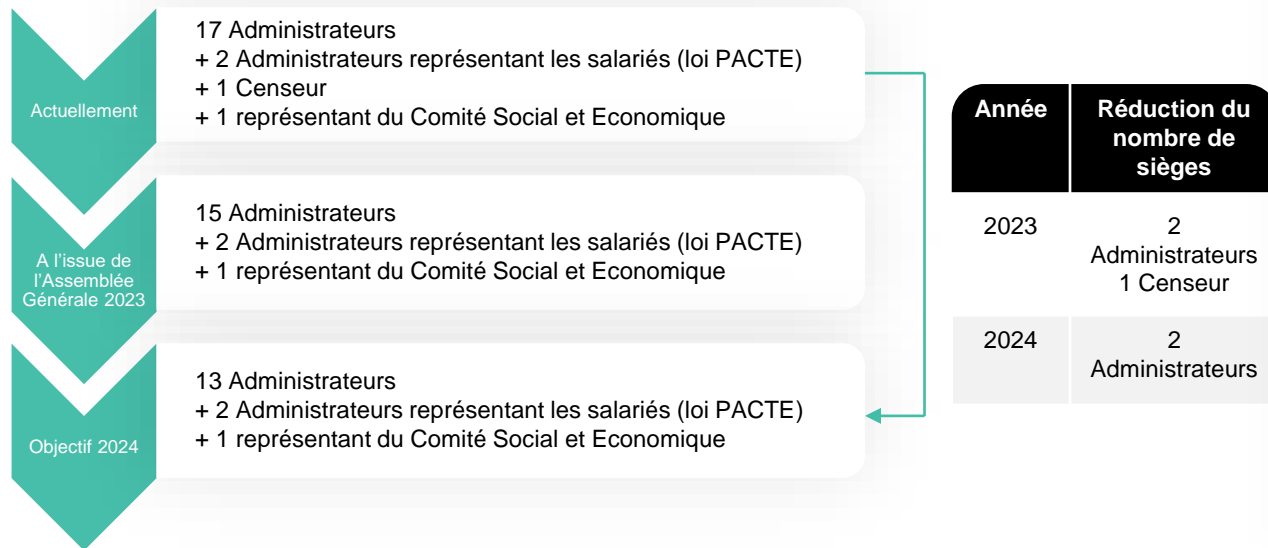 Actuellement
17 Administrateurs
+ 2 Administrateurs représentant les salariés (loi PACTE)
+ 1 Censeur
+ 1 représentant du Comité Social et Economique
A l'issue de
l'Assemblée
Générale 2023
15 Administrateurs
+ 2 Administrateurs représentant les salariés (loi PACTE)
+ 1 représentant du Comité Social et Economique
Objectif 2024
13 Administrateurs
+ 2 Administrateurs représentant les salariés (loi PACTE)
+ 1 représentant du Comité Social et Economique
Année
Réduction du
nombre de
sièges
2023
2
Administrateurs
1 Censeur
2024
2
Administrateurs